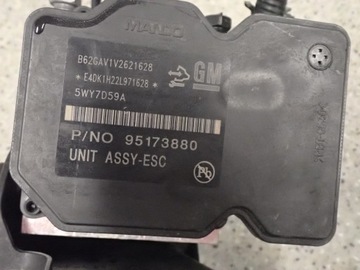 MANDO
B62GAV1V2621628
* E4DK1H22L971628 *
5WY7D59A
GM
P/NO 95173880
UNIT ASSY-ESC
Pb